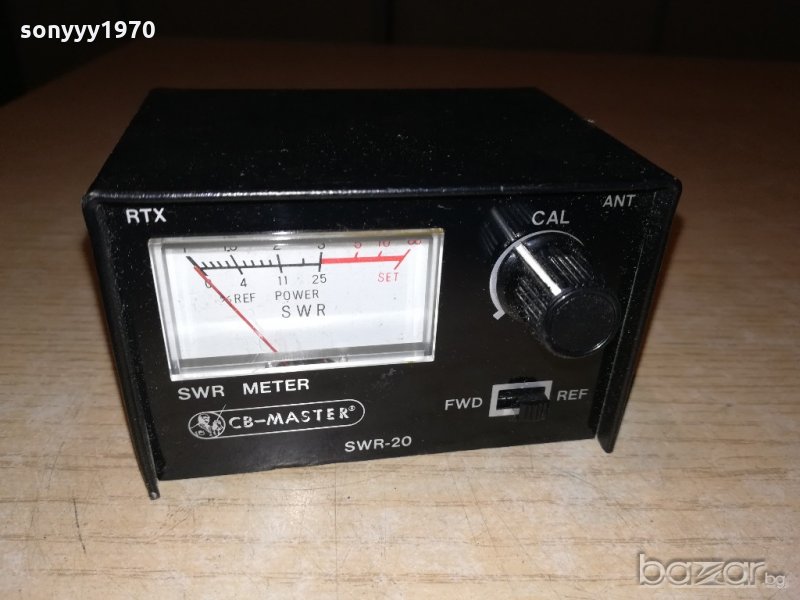 sonyyy1970
RTX
CAL
ANT
1 1.5 2 3 5 10 ∞
0 4 11 25 SET
%REF POWER
SWR
SWR METER
CB-MASTER®
FWD REF
SWR-20
bazar.bg